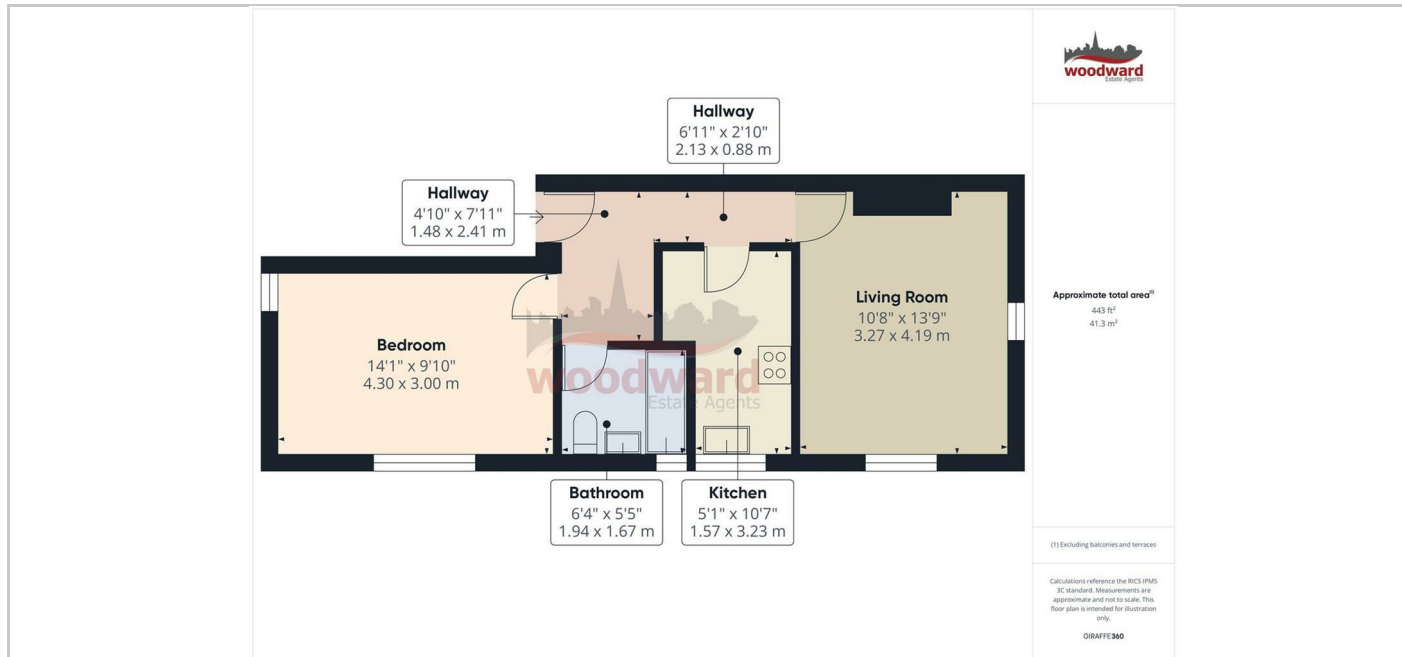 woodward
Estate Agents
Hallway
6'11" x 2'10"
2.13 x 0.88 m
Hallway
4'10" x 7'11"
1.48 x 2.41 m
Living Room
10'8" x 13'9"
3.27 x 4.19 m
Bedroom
14'1" x 9'10"
4.30 x 3.00 m
woodward
Estate Agents
Bathroom
6'4" x 5'5"
1.94 x 1.67 m
Kitchen
5'1" x 10'7"
1.57 x 3.23 m
Approximate total area⁽¹⁾
443 ft²
41.3 m²
(1) Excluding balconies and terraces
Calculations reference the RICS IPMS
3C standard. Measurements are
approximate and not to scale. This
floor plan is intended for illustration
only.
GIRAFFE360